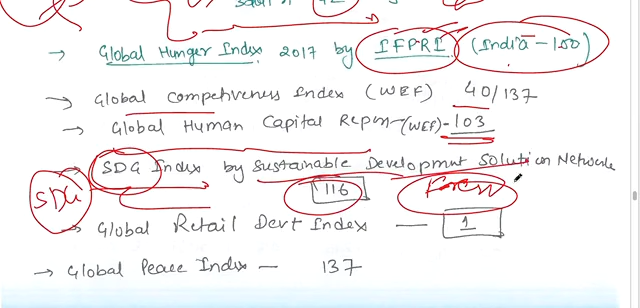 → Global Hunger Index 2017 by IFPRI (India - 100)
→ Global Competiveness Index (WEF) 40/137
→ Global Human Capital Report (WEF) - 103
→ SDG Index by Sustainable Development Solution Network
SDG 116
→ Global Retail Devt Index — 1
→ Global Peace Index — 137